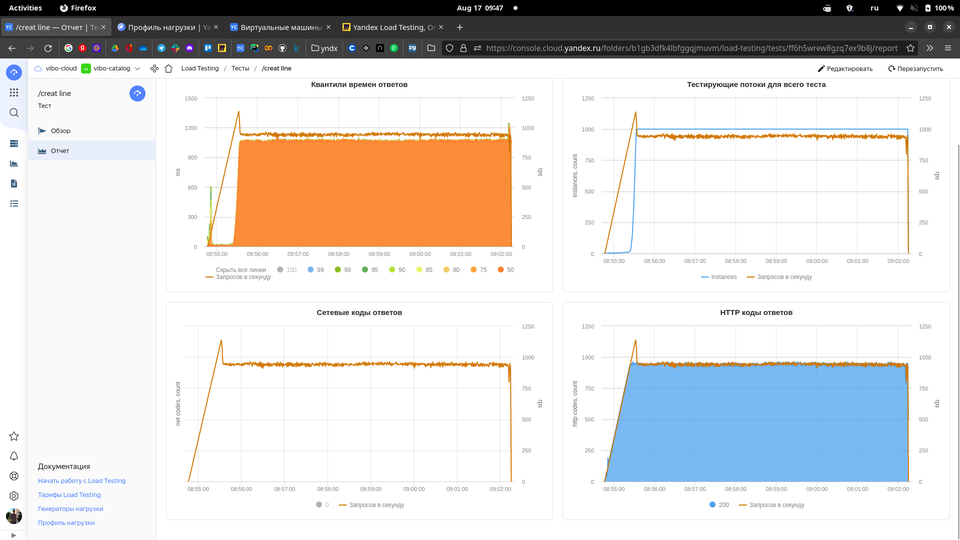 Activities
Firefox
Aug 17 09:47
ru
100%
/creat line — Отчет | Te
Профиль нагрузки | Ya
Виртуальные машины
Yandex Load Testing, О
yndx
https://console.cloud.yandex.ru/folders/b1gb3dfk4lbfggqjmuvm/load-testing/tests/ff6h5wrew8gzq7ex9b8j/report
vibo-cloud
vibo-catalog
Load Testing / Тесты / /creat line
Редактировать
Перезапустить
/creat line
Тест
Обзор
Отчет
Документация
Начать работу с Load Testing
Тарифы Load Testing
Генераторы нагрузки
Профиль нагрузки
Квантили времен ответов
1500
1200
900
600
300
0
ms
1250
1000
750
500
250
0
rps
08:55:00
08:56:00
08:57:00
08:58:00
08:59:00
09:00:00
09:01:00
09:02:00
Скрыть все линии
100
99
98
95
90
85
80
75
50
Запросов в секунду
Тестирующие потоки для всего теста
1250
1000
750
500
250
0
instances, count
1250
1000
750
500
250
0
rps
08:55:00
08:56:00
08:57:00
08:58:00
08:59:00
09:00:00
09:01:00
09:02:00
instances
Запросов в секунду
Сетевые коды ответов
net codes, count
1250
1000
750
500
250
0
rps
08:55:00
08:56:00
08:57:00
08:58:00
08:59:00
09:00:00
09:01:00
09:02:00
0
Запросов в секунду
HTTP коды ответов
1250
1000
750
500
250
0
http codes, count
1250
1000
750
500
250
0
rps
08:55:00
08:56:00
08:57:00
08:58:00
08:59:00
09:00:00
09:01:00
09:02:00
200
Запросов в секунду